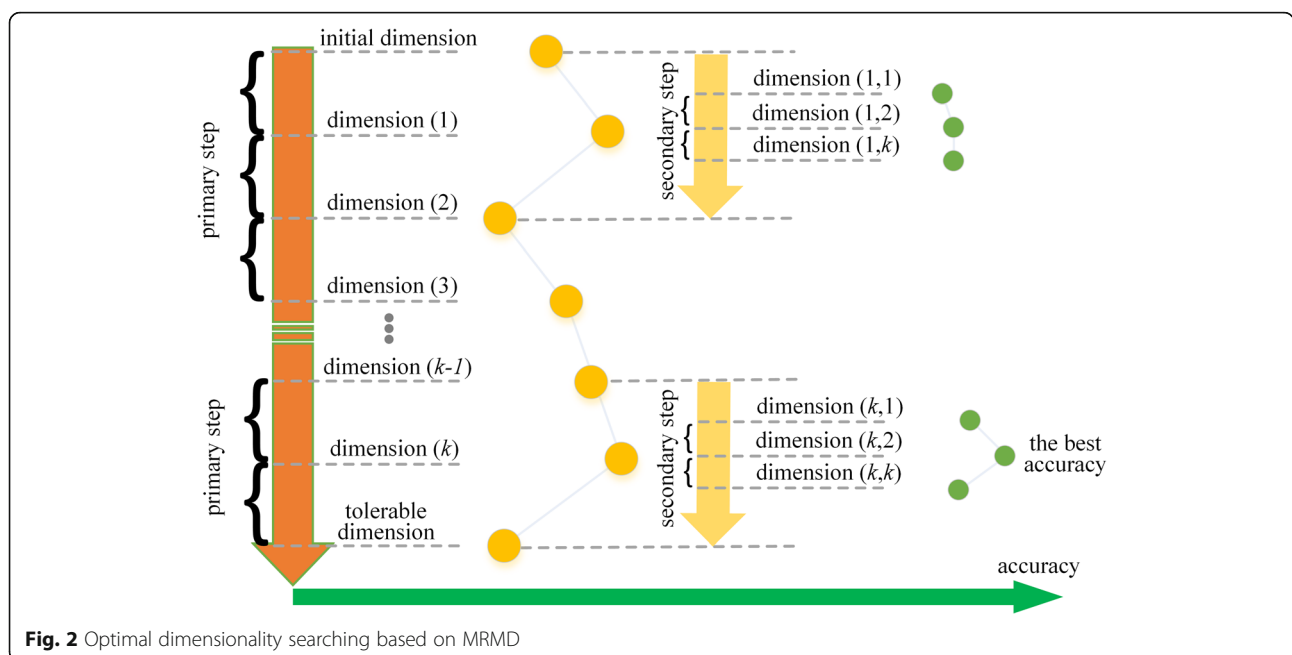 initial dimension
dimension (1)
dimension (2)
dimension (3)
dimension (k-1)
dimension (k)
tolerable
dimension
primary step
primary step
secondary step
dimension (1,1)
dimension (1,2)
dimension (1,k)
secondary step
dimension (k,1)
dimension (k,2)
dimension (k,k)
the best
accuracy
accuracy
Fig. 2 Optimal dimensionality searching based on MRMD